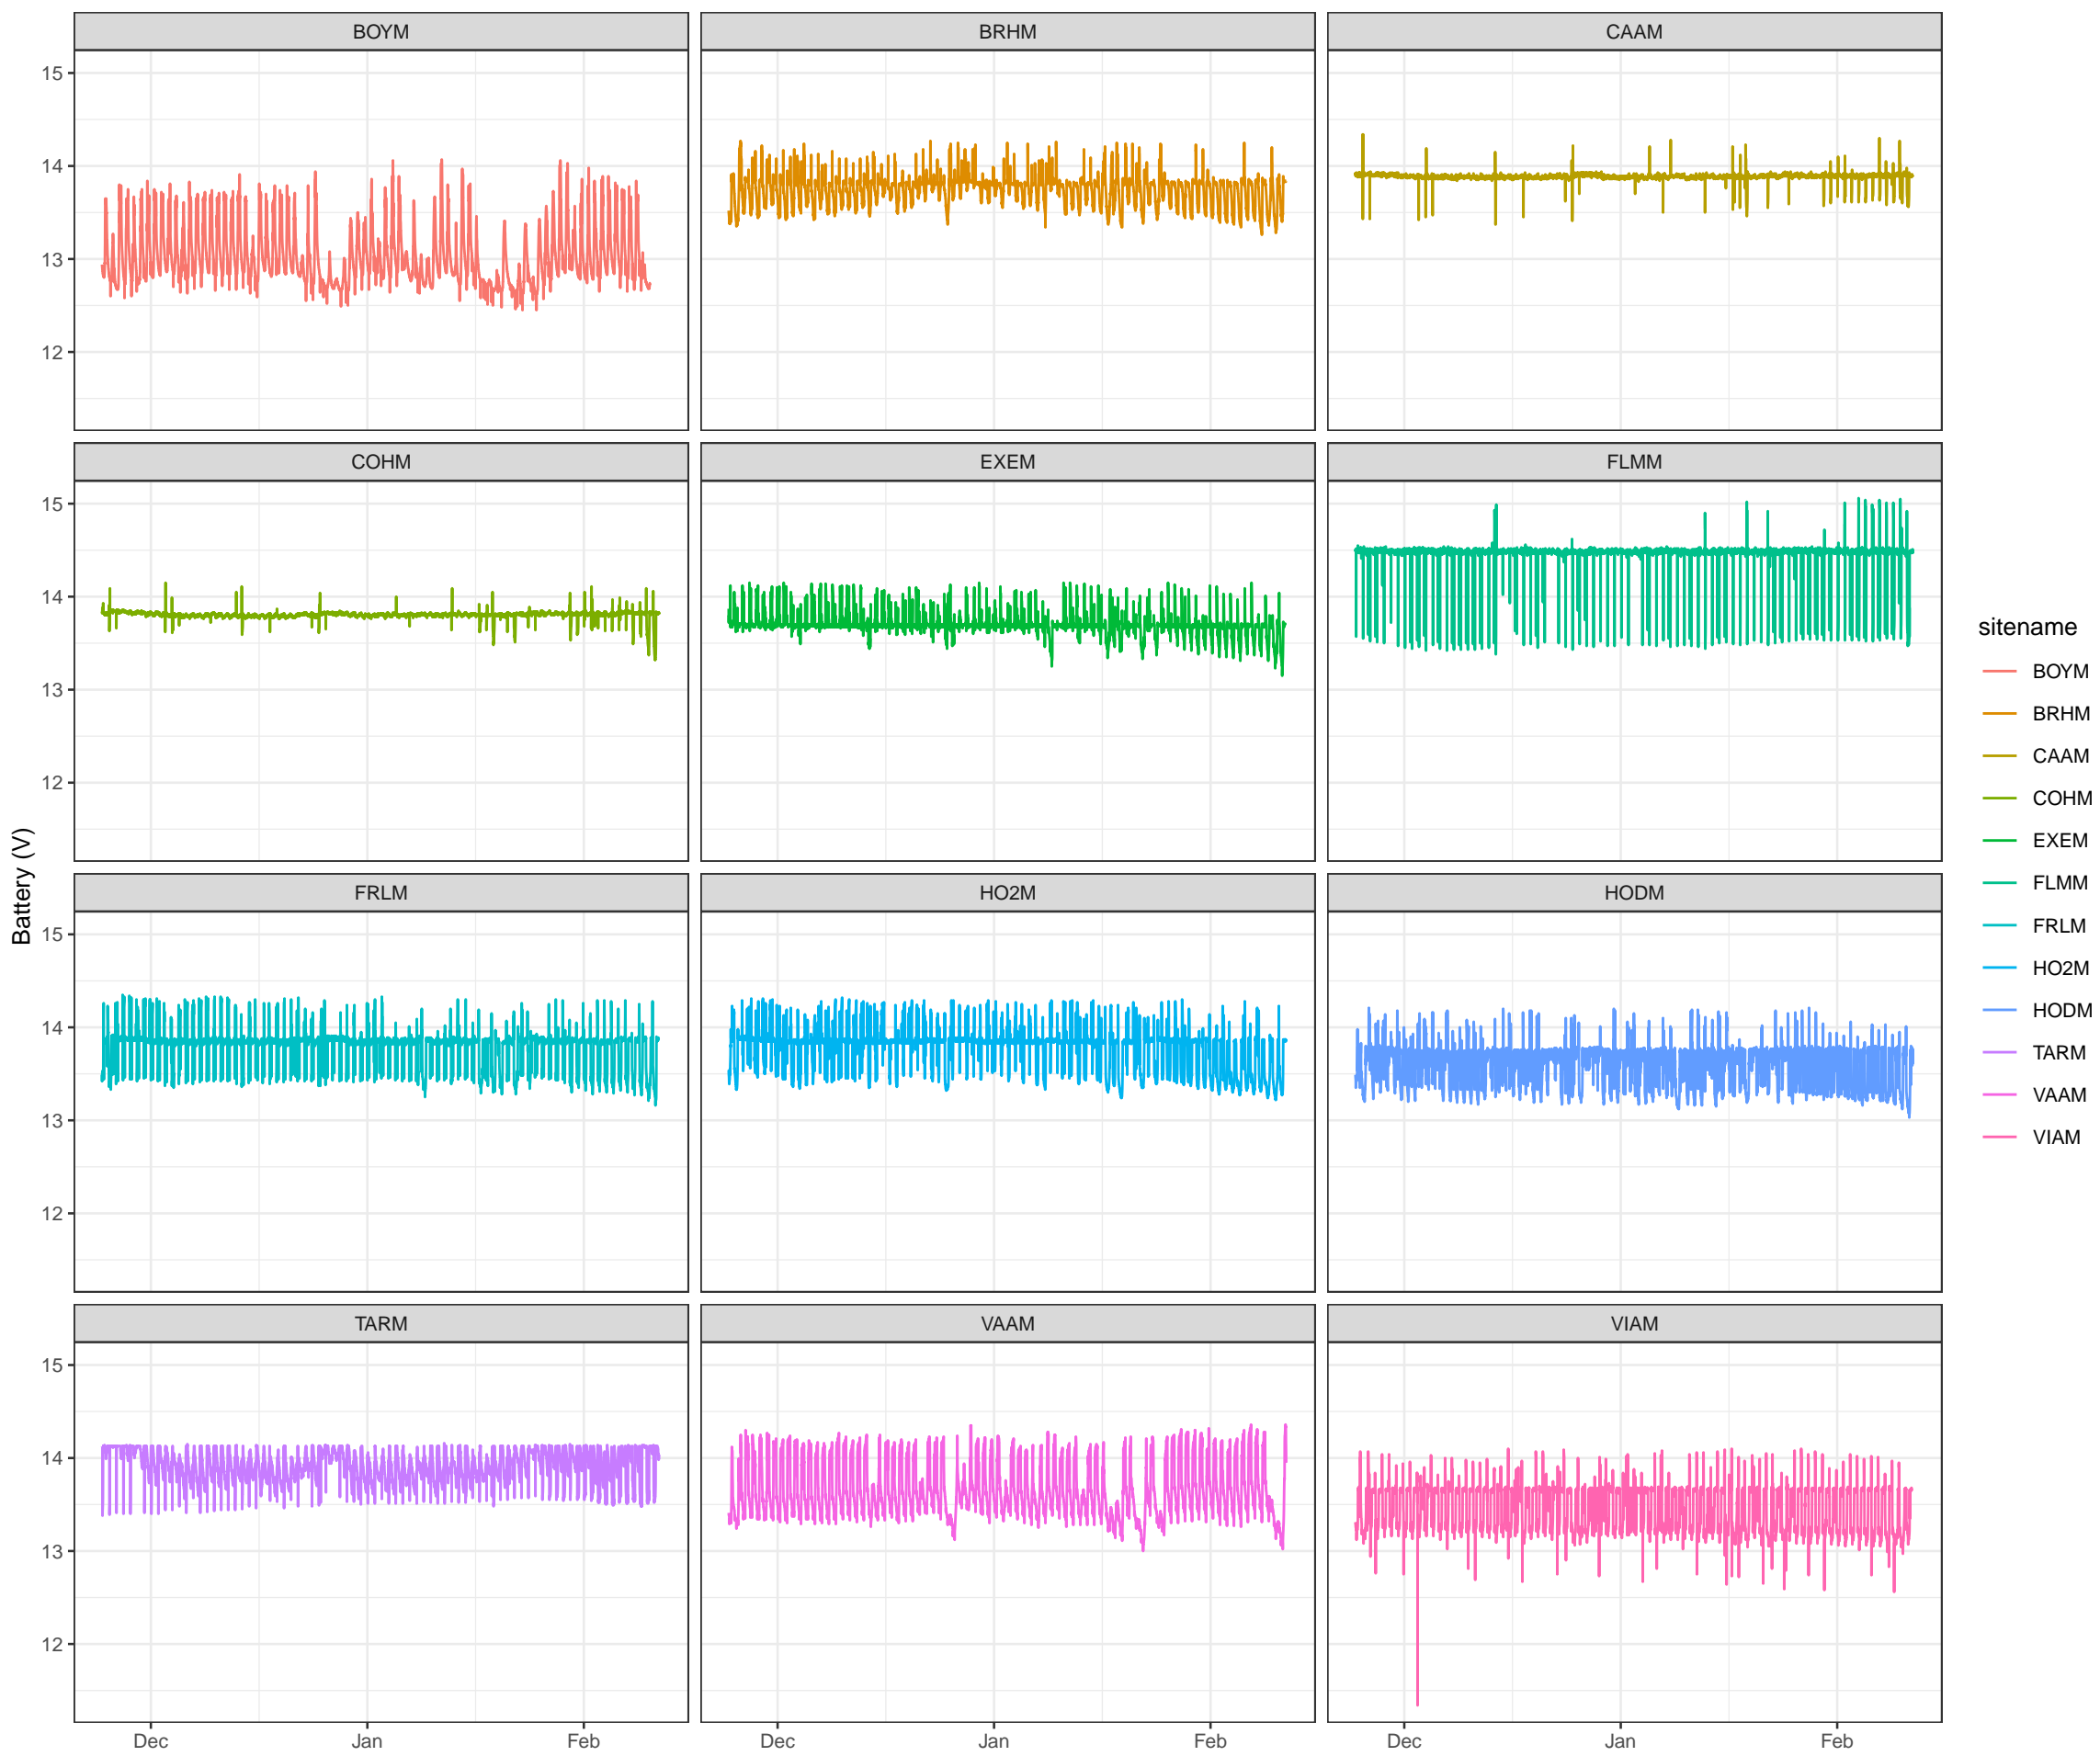 BOYM BRHM CAAM
15
14
13
12
COHM EXEM FLMM
15
14
13
12
Battery (V)
FRLM HO2M HODM
15
14
13
12
TARM VAAM VIAM
15
14
13
12
Dec Jan Feb Dec Jan Feb Dec Jan Feb
sitename
BOYM
BRHM
CAAM
COHM
EXEM
FLMM
FRLM
HO2M
HODM
TARM
VAAM
VIAM